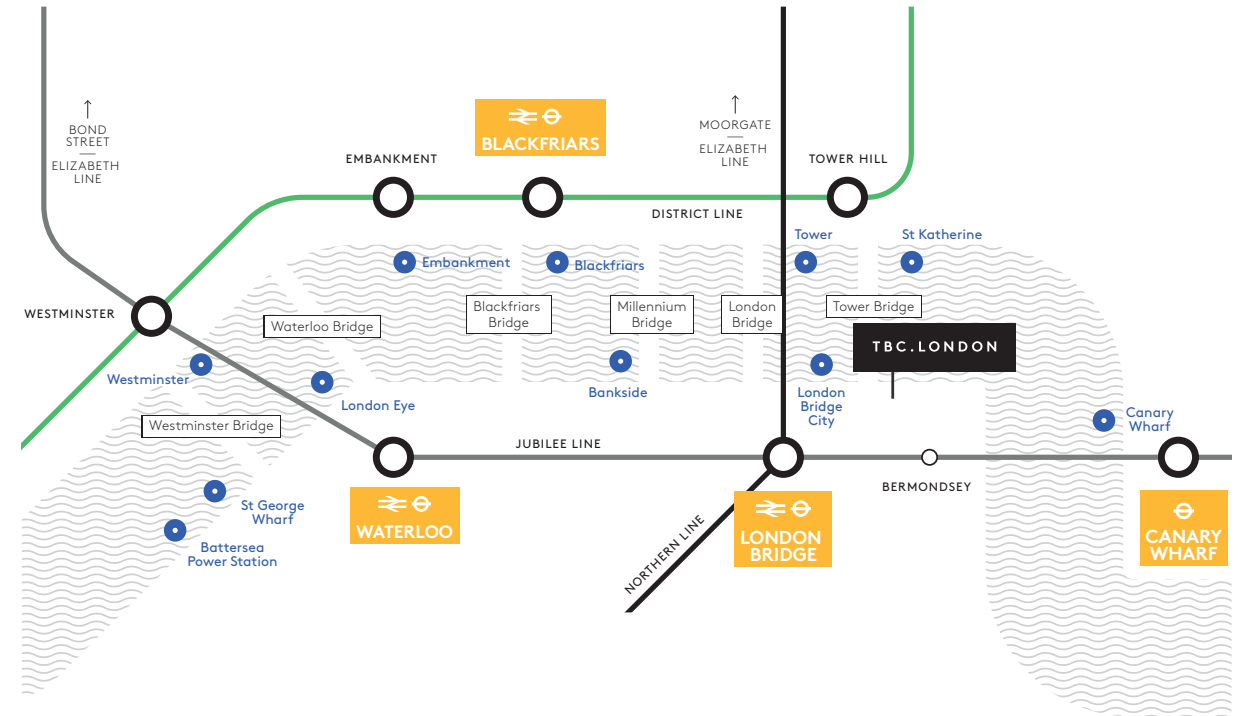 BOND
STREET
ELIZABETH
LINE
EMBANKMENT
BLACKFRIARS
MOORGATE
ELIZABETH
LINE
TOWER HILL
DISTRICT LINE
Tower
St Katherine
Embankment
Blackfriars
WESTMINSTER
Waterloo Bridge
Blackfriars
Bridge
Millennium
Bridge
London
Bridge
Tower Bridge
TBC.LONDON
Westminster
London Eye
Bankside
London
Bridge
City
Canary
Wharf
Westminster Bridge
JUBILEE LINE
BERMONDSEY
St George
Wharf
Battersea
Power Station
WATERLOO
NORTHERN LINE
LONDON
BRIDGE
CANARY
WHARF